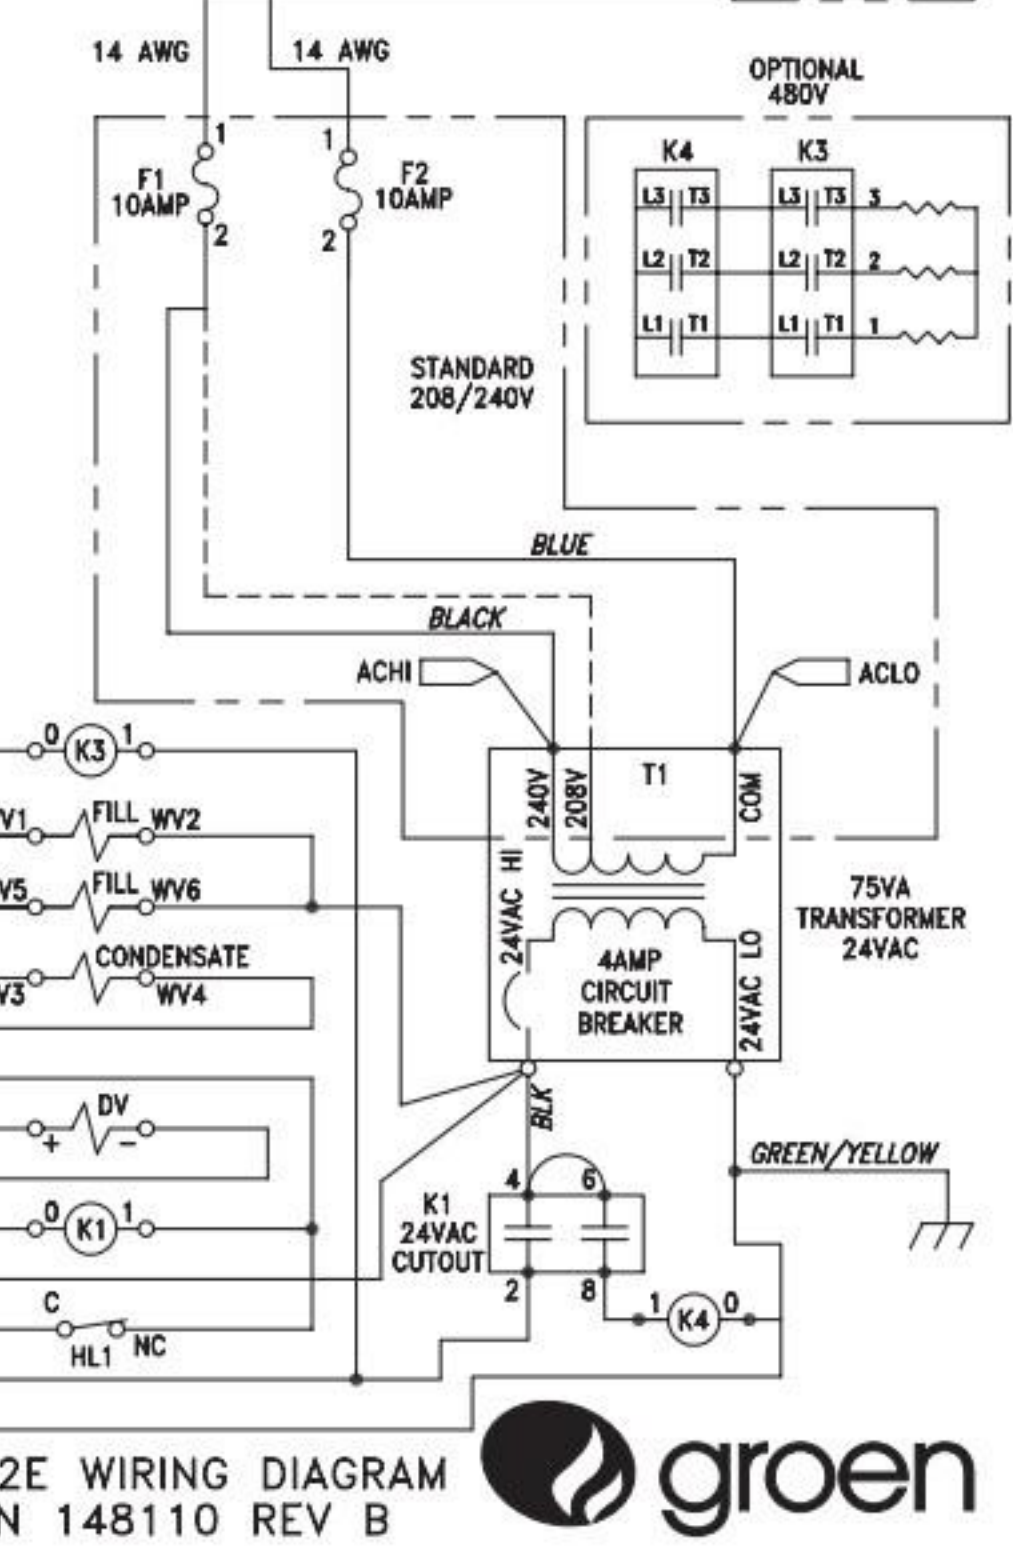 14 AWG
14 AWG
OPTIONAL
480V
1
F1
10AMP
2
1
F2
10AMP
2
K4
K3
L3 T3
L3 T3
3
L2 T2
L2 T2
2
L1 T1
L1 T1
1
STANDARD
208/240V
BLUE
BLACK
ACHI
ACLO
0
K3
1
T1
240V
208V
COM
V1
FILL
WV2
V5
FILL
WV6
V3
CONDENSATE
WV4
24VAC HI
4AMP
CIRCUIT
BREAKER
24VAC LO
75VA
TRANSFORMER
24VAC
DV
+
-
BLK
GREEN/YELLOW
4
6
K1
24VAC
CUTOUT
2
8
0
K1
1
1
K4
0
C
HL1
NC
2E WIRING DIAGRAM
N 148110 REV B
groen